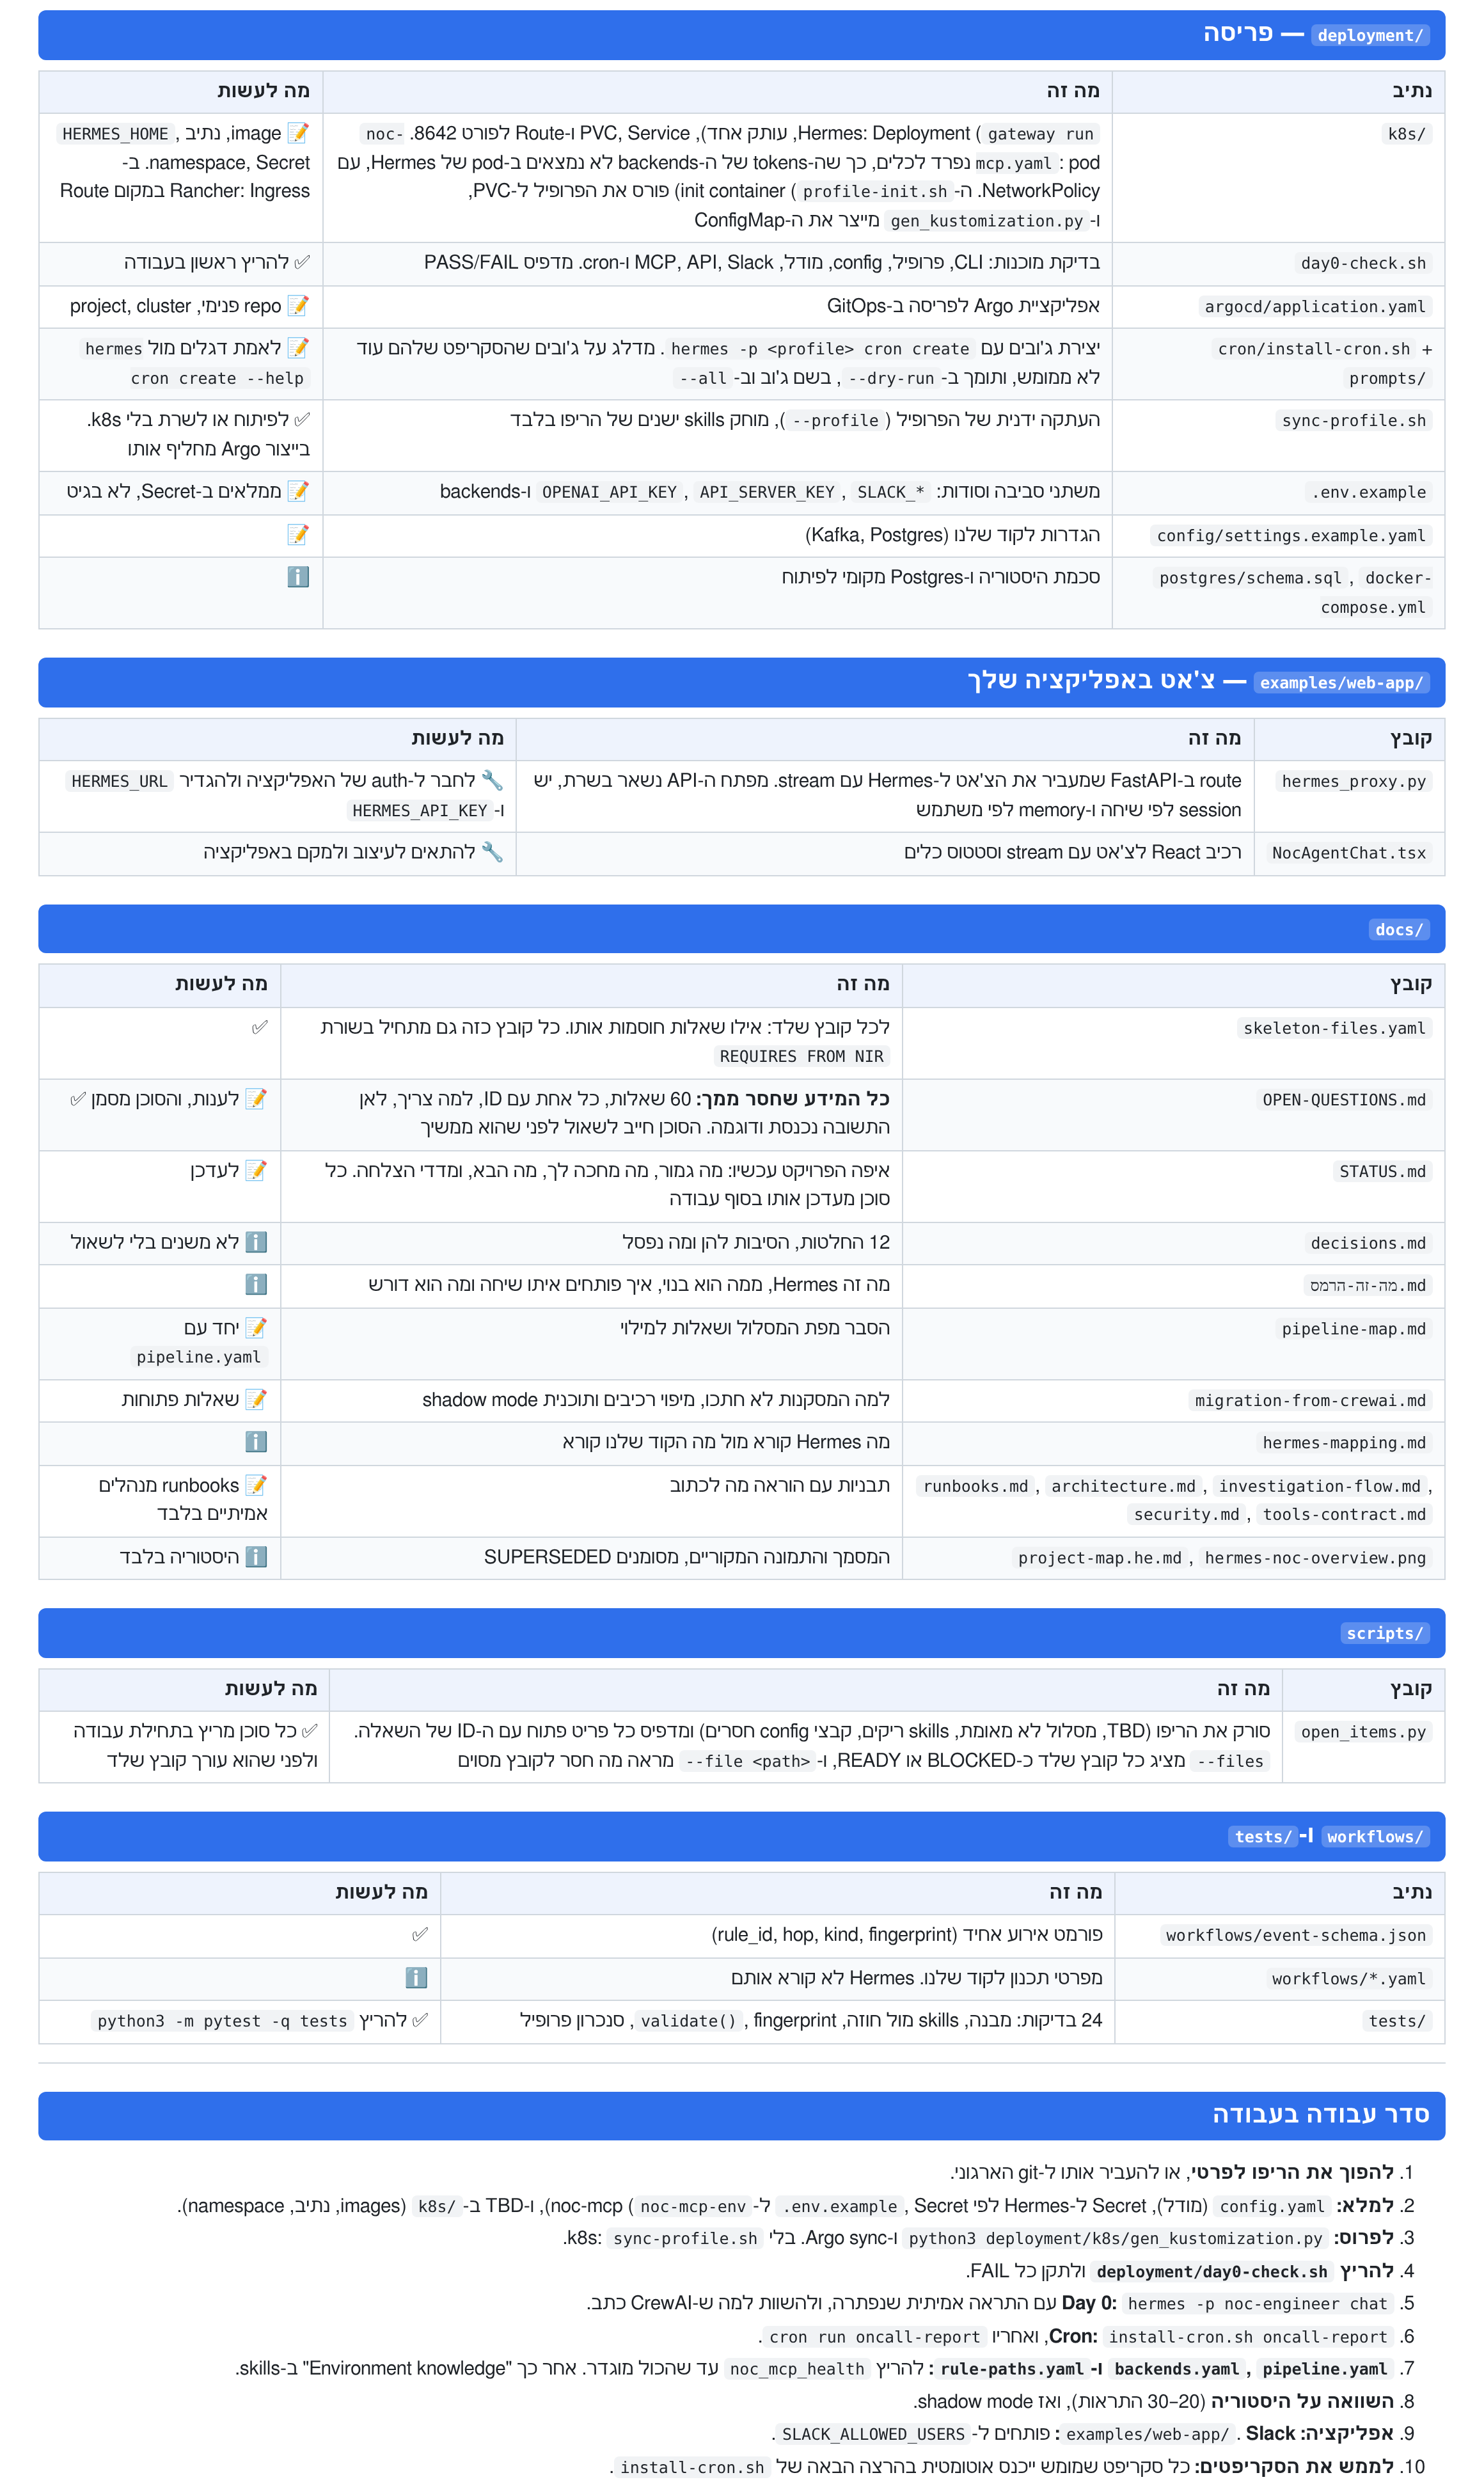 deployment/ — פריסה
נתיב	מה זה	מה לעשות
k8s/	Hermes: Deployment (gateway run, עותק אחד), PVC, Service ו-Route לפורט 8642. noc-	📝 image, נתיב HERMES_HOME,
mcp.yaml: pod נפרד לכלים, כך שה-tokens של ה-backends לא נמצאים ב-pod של Hermes, עם	namespace, Secret. ב-
NetworkPolicy. ה-init container (profile-init.sh) פורס את הפרופיל ל-PVC,	Rancher: Ingress במקום Route
ו-gen_kustomization.py מייצר את ה-ConfigMap
day0-check.sh	בדיקת מוכנות: CLI, פרופיל, config, מודל, MCP, API, Slack ו-cron. מדפיס PASS/FAIL	✅ להריץ ראשון בעבודה
argocd/application.yaml	אפליקציית Argo לפריסה ב-GitOps	📝 repo פנימי, project, cluster
cron/install-cron.sh +	יצירת ג'ובים עם hermes -p <profile> cron create. מדלג על ג'ובים שהסקריפט שלהם עוד	📝 לאמת דגלים מול hermes
prompts/	לא ממומש, ותומך ב---dry-run, בשם ג'וב וב---all	cron create --help
sync-profile.sh	העתקה ידנית של הפרופיל (--profile), מוחק skills ישנים של הריפו בלבד	✅ לפיתוח או לשרת בלי k8s.
בייצור Argo מחליף אותו
.env.example	משתני סביבה וסודות: OPENAI_API_KEY, API_SERVER_KEY, SLACK_* ו-backends	📝 ממלאים ב-Secret, לא בגיט
config/settings.example.yaml	הגדרות לקוד שלנו (Kafka, Postgres)	📝
postgres/schema.sql, docker-	סכמת היסטוריה ו-Postgres מקומי לפיתוח	ℹ️
compose.yml
examples/web-app/ — צ'אט באפליקציה שלך
קובץ	מה זה	מה לעשות
hermes_proxy.py	route ב-FastAPI שמעביר את הצ'אט ל-Hermes עם stream. מפתח ה-API נשאר בשרת, יש	🔧 לחבר ל-auth של האפליקציה ולהגדיר HERMES_URL
session לפי שיחה ו-memory לפי משתמש	ו-HERMES_API_KEY
NocAgentChat.tsx	רכיב React לצ'אט עם stream וסטטוס כלים	🔧 להתאים לעיצוב ולמקם באפליקציה
docs/
קובץ	מה זה	מה לעשות
skeleton-files.yaml	לכל קובץ שלד: אילו שאלות חוסמות אותו. כל קובץ כזה גם מתחיל בשורת	✅
REQUIRES FROM NIR
OPEN-QUESTIONS.md	כל המידע שחסר ממך: 60 שאלות, כל אחת עם ID, למה צריך, לאן	📝 לענות, והסוכן מסמן ✅
התשובה נכנסת ודוגמה. הסוכן חייב לשאול לפני שהוא ממשיך
STATUS.md	איפה הפרויקט עכשיו: מה גמור, מה מחכה לך, מה הבא, ומדדי הצלחה. כל	📝 לעדכן
סוכן מעדכן אותו בסוף עבודה
decisions.md	12 החלטות, הסיבות להן ומה נפסל	ℹ️ לא משנים בלי לשאול
מה-זה-הרמס.md	מה זה Hermes, ממה הוא בנוי, איך פותחים איתו שיחה ומה הוא דורש	ℹ️
pipeline-map.md	הסבר מפת המסלול ושאלות למילוי	📝 יחד עם
pipeline.yaml
migration-from-crewai.md	למה המסקנות לא חתכו, מיפוי רכיבים ותוכנית shadow mode	📝 שאלות פתוחות
hermes-mapping.md	מה Hermes קורא מול מה הקוד שלנו קורא	ℹ️
runbooks.md, architecture.md, investigation-flow.md,	תבניות עם הוראה מה לכתוב	📝 runbooks מנהלים
security.md, tools-contract.md	אמיתיים בלבד
project-map.he.md, hermes-noc-overview.png	המסמך והתמונה המקוריים, מסומנים SUPERSEDED	ℹ️ היסטוריה בלבד
scripts/
קובץ	מה זה	מה לעשות
open_items.py	סורק את הריפו (TBD, מסלול לא מאומת, skills ריקים, קבצי config חסרים) ומדפיס כל פריט פתוח עם ה-ID של השאלה.	✅ כל סוכן מריץ בתחילת עבודה
--files מציג כל קובץ שלד כ-BLOCKED או READY, ו---file <path> מראה מה חסר לקובץ מסוים	ולפני שהוא עורך קובץ שלד
workflows/ ו-tests/
נתיב	מה זה	מה לעשות
workflows/event-schema.json	פורמט אירוע אחיד (rule_id, hop, kind, fingerprint)	✅
workflows/*.yaml	מפרטי תכנון לקוד שלנו. Hermes לא קורא אותם	ℹ️
tests/	24 בדיקות: מבנה, skills מול חוזה, validate(), fingerprint, סנכרון פרופיל	✅ להריץ python3 -m pytest -q tests
סדר עבודה בעבודה
1. להפוך את הריפו לפרטי, או להעביר אותו ל-git הארגוני.
2. למלא: config.yaml (מודל), Secret ל-Hermes לפי .env.example, Secret ל-noc-mcp (noc-mcp-env), ו-TBD ב-k8s/ (images, נתיב, namespace).
3. לפרוס: python3 deployment/k8s/gen_kustomization.py ו-Argo sync. בלי k8s: sync-profile.sh.
4. להריץ deployment/day0-check.sh ולתקן כל FAIL.
5. Day 0: hermes -p noc-engineer chat עם התראה אמיתית שנפתרה, ולהשוות למה ש-CrewAI כתב.
6. Cron: install-cron.sh oncall-report, ואחריו cron run oncall-report.
7. backends.yaml, pipeline.yaml ו-rule-paths.yaml: להריץ noc_mcp_health עד שהכול מוגדר. אחר כך "Environment knowledge" ב-skills.
8. השוואה על היסטוריה (20–30 התראות), ואז shadow mode.
9. אפליקציה: examples/web-app/. Slack: פותחים ל-SLACK_ALLOWED_USERS.
10. לממש את הסקריפטים: כל סקריפט שמומש ייכנס אוטומטית בהרצה הבאה של install-cron.sh.